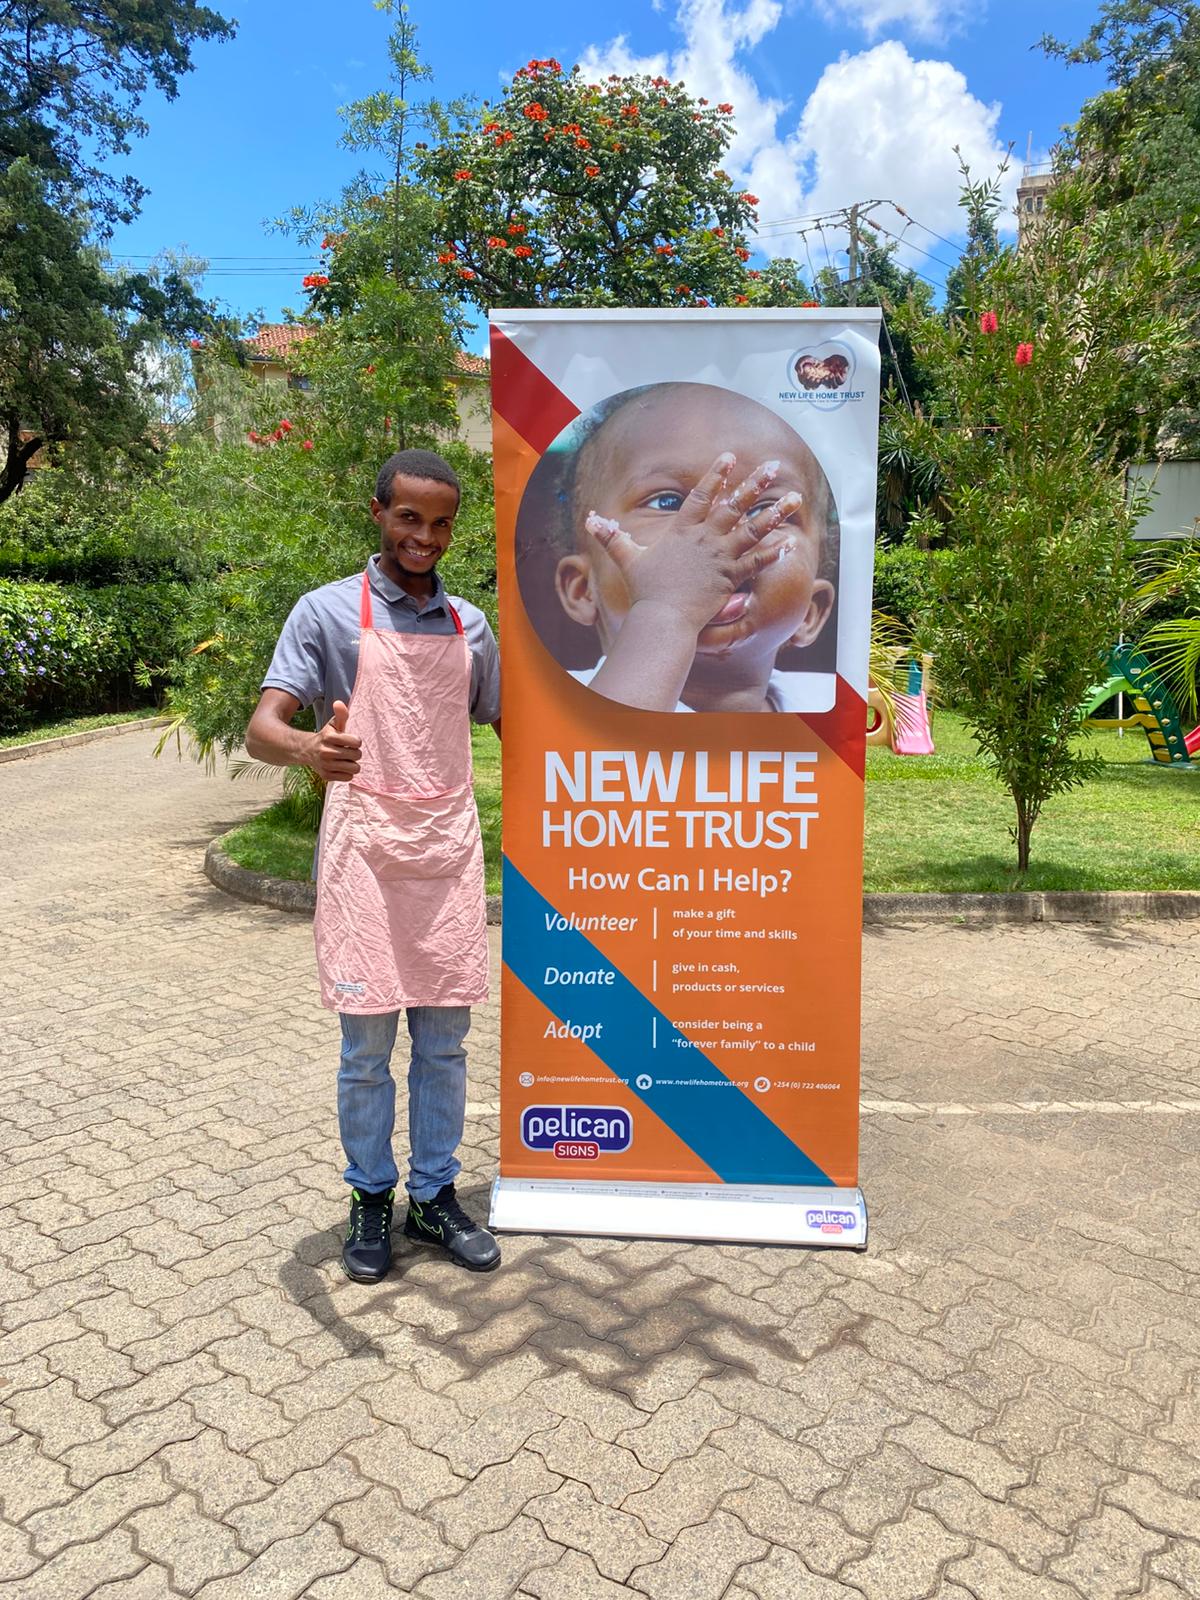 NEW LIFE HOME TRUST
NEW LIFE
HOME TRUST
How Can I Help?
Volunteer
make a gift
of your time and skills
Donate
give in cash,
products or services
Adopt
consider being a
"forever family" to a child
info@newlifehometrust.org www.newlifehometrust.org +254 (0) 722 406064
pelican
SIGNS
pelican
SIGNS